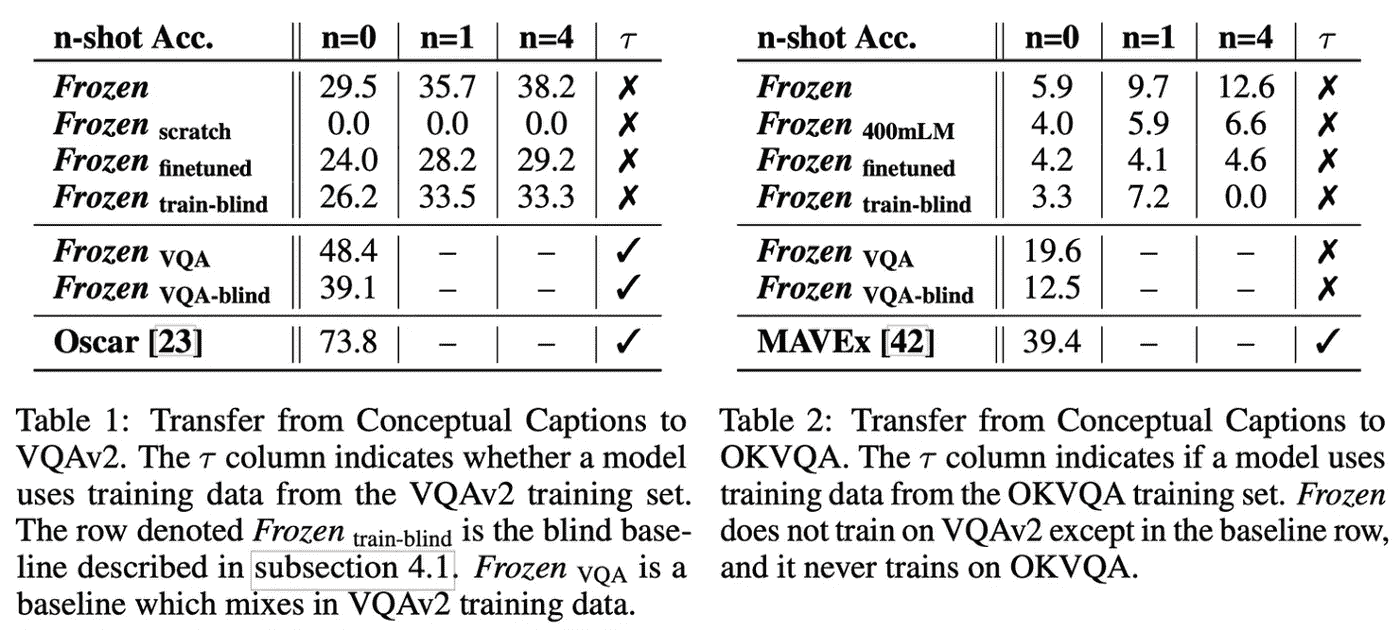 n-shot Acc. n=0 n=1 n=4 τ
Frozen 29.5 35.7 38.2 ✗
Frozen scratch 0.0 0.0 0.0 ✗
Frozen finetuned 24.0 28.2 29.2 ✗
Frozen train-blind 26.2 33.5 33.3 ✗
Frozen VQA 48.4 – – ✓
Frozen VQA-blind 39.1 – – ✓
Oscar [23] 73.8 – – ✓
Table 1: Transfer from Conceptual Captions to
VQAv2. The τ column indicates whether a model
uses training data from the VQAv2 training set.
The row denoted Frozen train-blind is the blind base-
line described in subsection 4.1. Frozen VQA is a
baseline which mixes in VQAv2 training data.
n-shot Acc. n=0 n=1 n=4 τ
Frozen 5.9 9.7 12.6 ✗
Frozen 400mLM 4.0 5.9 6.6 ✗
Frozen finetuned 4.2 4.1 4.6 ✗
Frozen train-blind 3.3 7.2 0.0 ✗
Frozen VQA 19.6 – – ✗
Frozen VQA-blind 12.5 – – ✗
MAVEx [42] 39.4 – – ✓
Table 2: Transfer from Conceptual Captions to
OKVQA. The τ column indicates if a model uses
training data from the OKVQA training set. Frozen
does not train on VQAv2 except in the baseline row,
and it never trains on OKVQA.